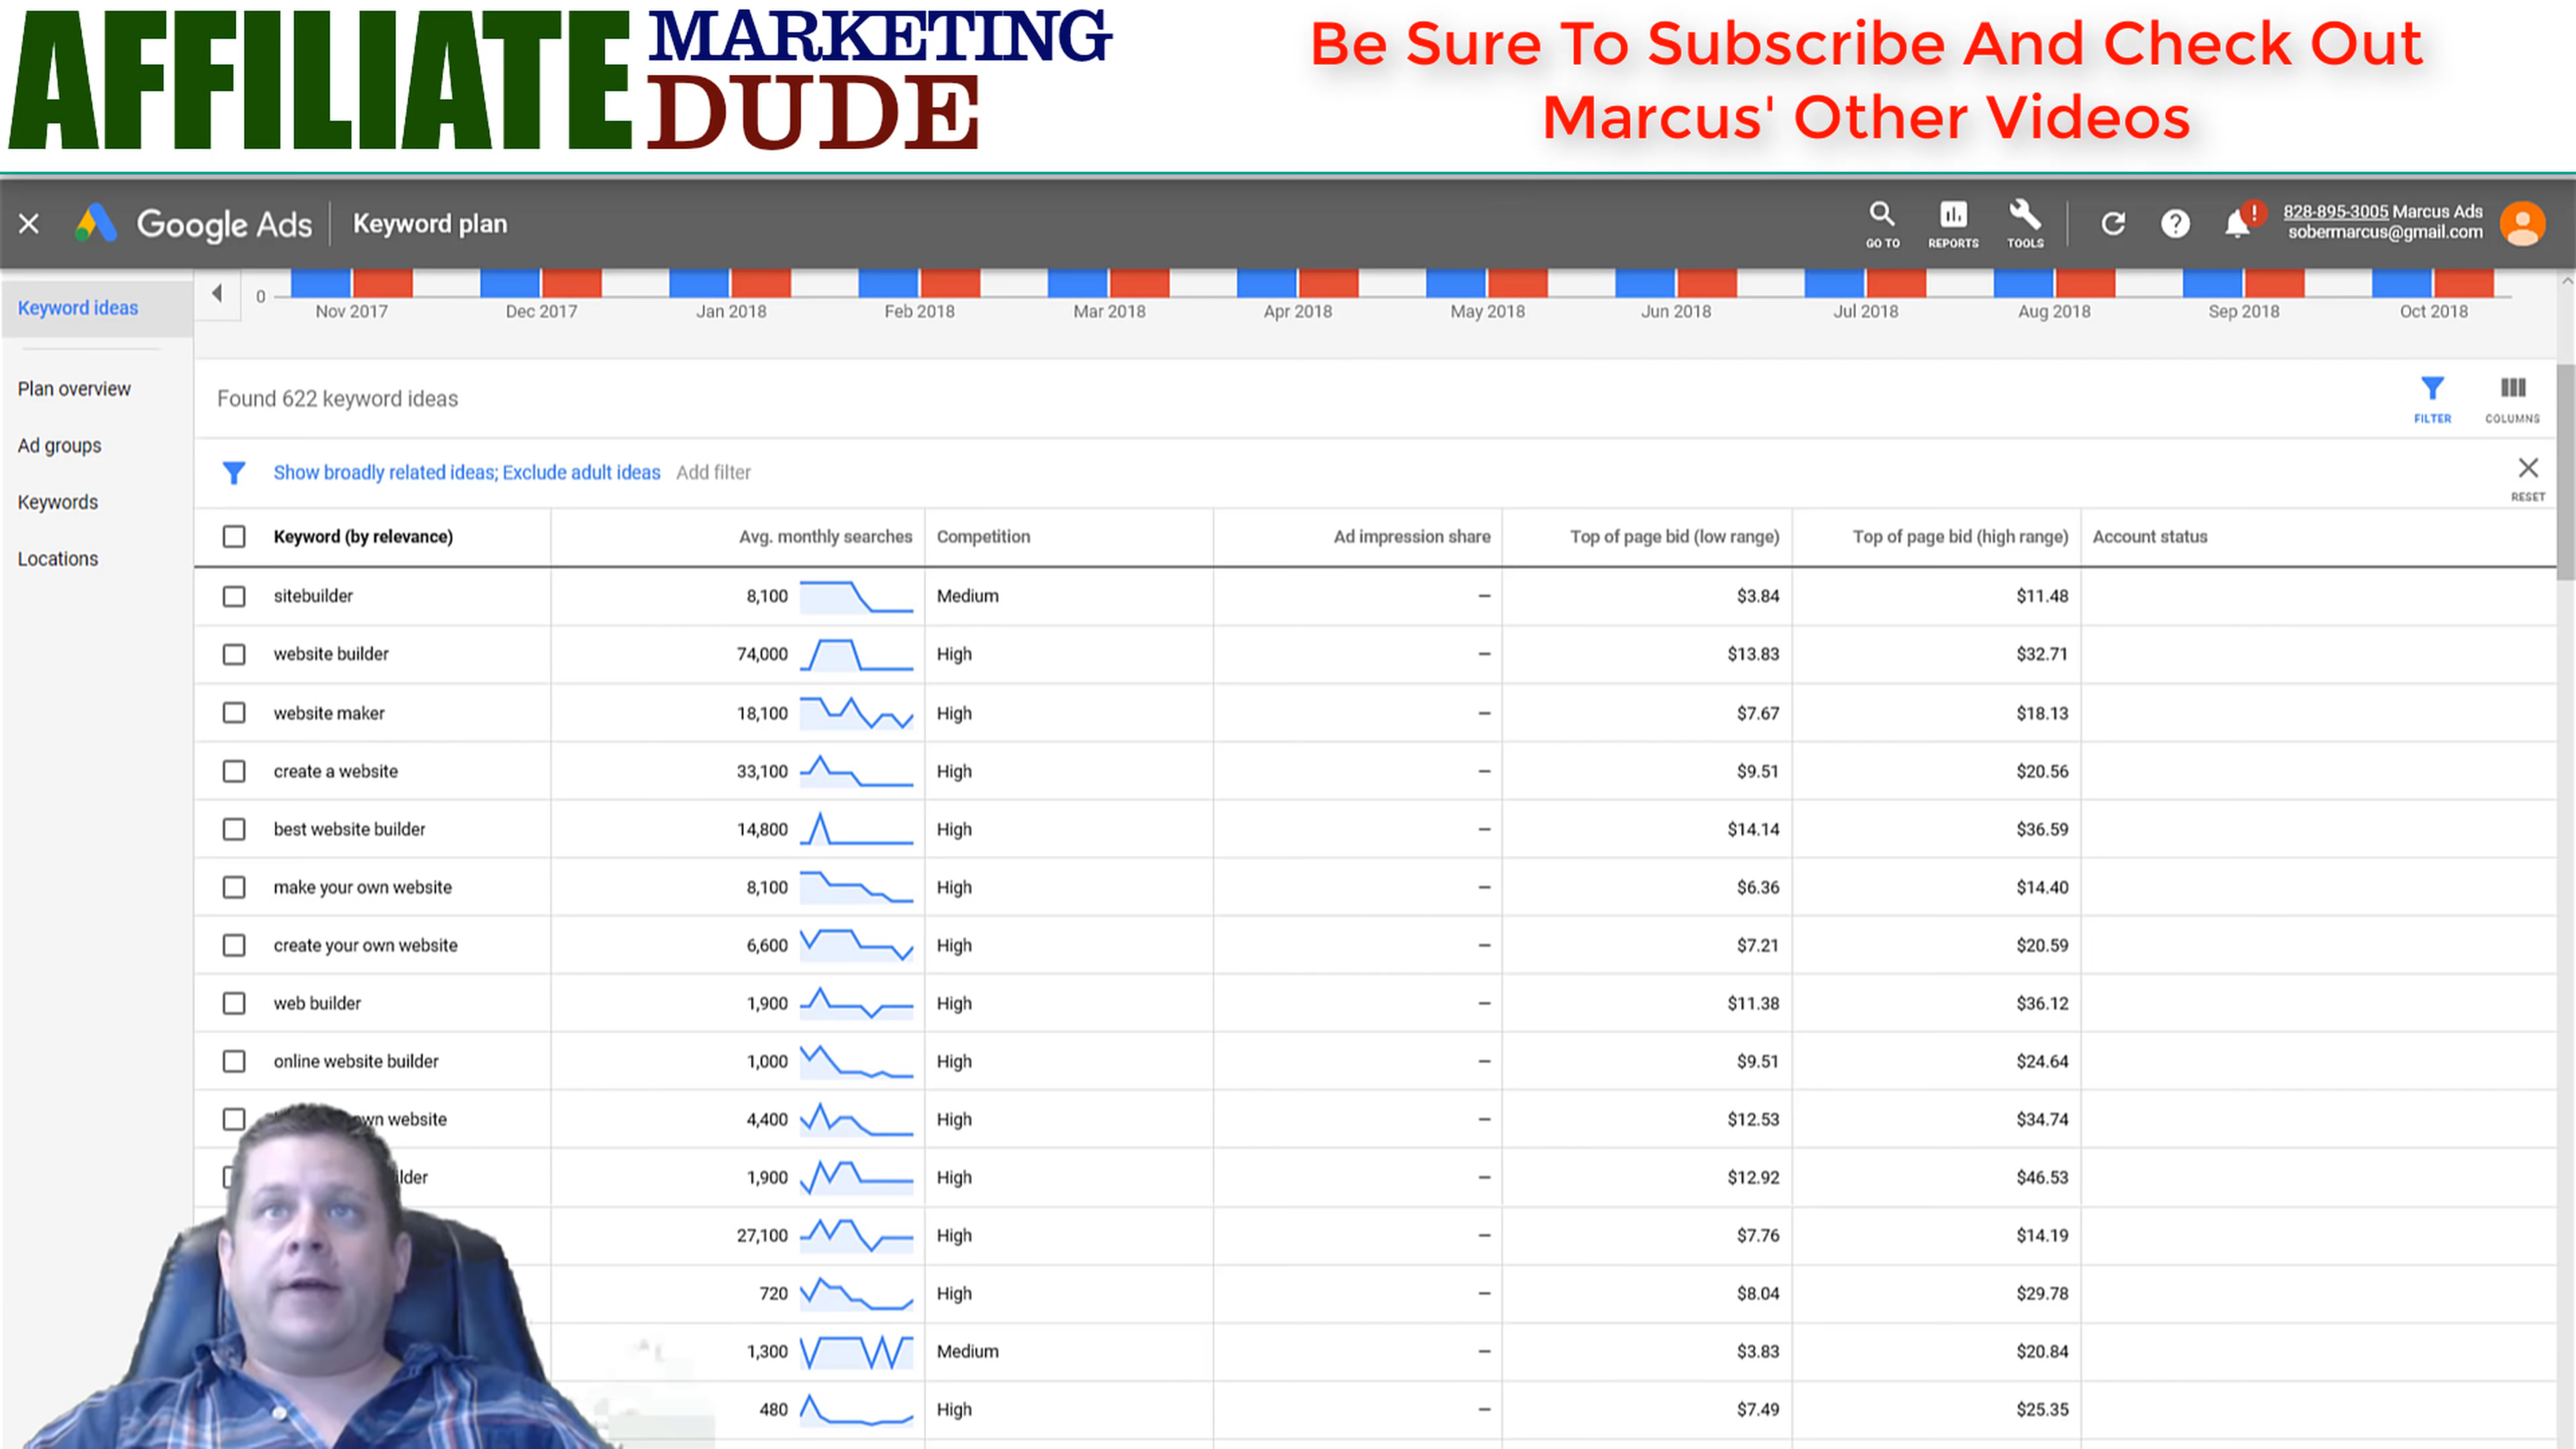 AFFILIATE MARKETING DUDE
Be Sure To Subscribe And Check Out
Marcus' Other Videos
Google Ads Keyword plan
GO TO REPORTS TOOLS
828-895-3005 Marcus Ads
sobermarcus@gmail.com
Keyword ideas
Plan overview
Ad groups
Keywords
Locations
0
Nov 2017 Dec 2017 Jan 2018 Feb 2018 Mar 2018 Apr 2018 May 2018 Jun 2018 Jul 2018 Aug 2018 Sep 2018 Oct 2018
Found 622 keyword ideas
FILTER COLUMNS
Show broadly related ideas; Exclude adult ideas Add filter
RESET
Keyword (by relevance) Avg. monthly searches Competition Ad impression share Top of page bid (low range) Top of page bid (high range) Account status
sitebuilder 8,100 Medium – $3.84 $11.48
website builder 74,000 High – $13.83 $32.71
website maker 18,100 High – $7.67 $18.13
create a website 33,100 High – $9.51 $20.56
best website builder 14,800 High – $14.14 $36.59
make your own website 8,100 High – $6.36 $14.40
create your own website 6,600 High – $7.21 $20.59
web builder 1,900 High – $11.38 $36.12
online website builder 1,000 High – $9.51 $24.64
website 4,400 High – $12.53 $34.74
1,900 High – $12.92 $46.53
27,100 High – $7.76 $14.19
720 High – $8.04 $29.78
1,300 Medium – $3.83 $20.84
480 High – $7.49 $25.35